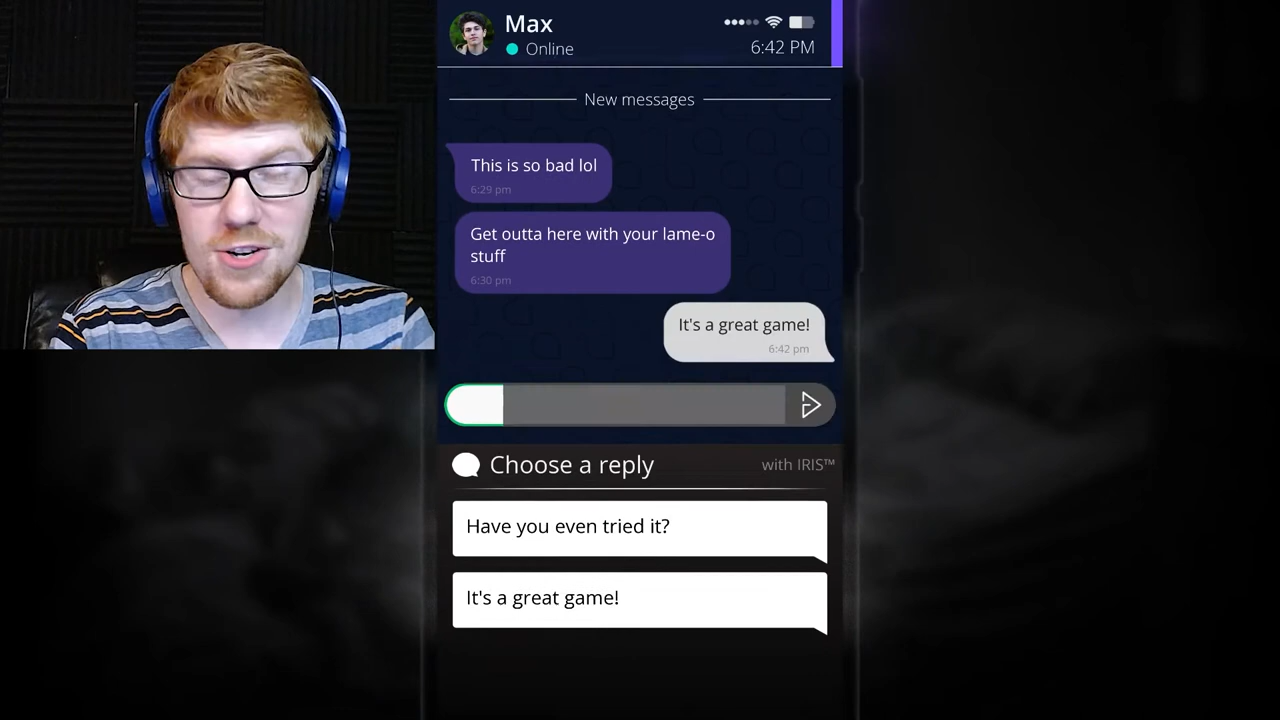 Max
Online
6:42 PM
New messages
This is so bad lol
6:29 pm
Get outta here with your lame-o
stuff
6:30 pm
It's a great game!
6:42 pm
Choose a reply
with IRIS™
Have you even tried it?
It's a great game!